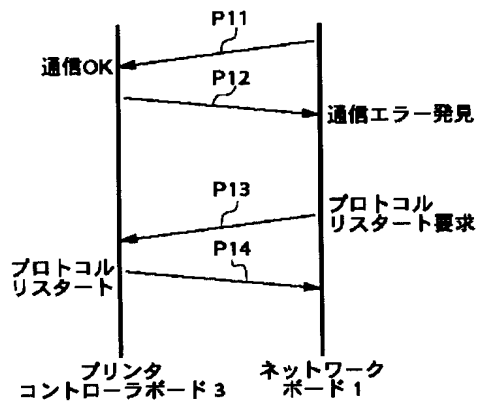 P11
通信OK
P12
通信エラー発見
P13
プロトコル
リスタート要求
P14
プロトコル
リスタート
プリンタ
コントローラボード 3
ネットワーク
ボード 1